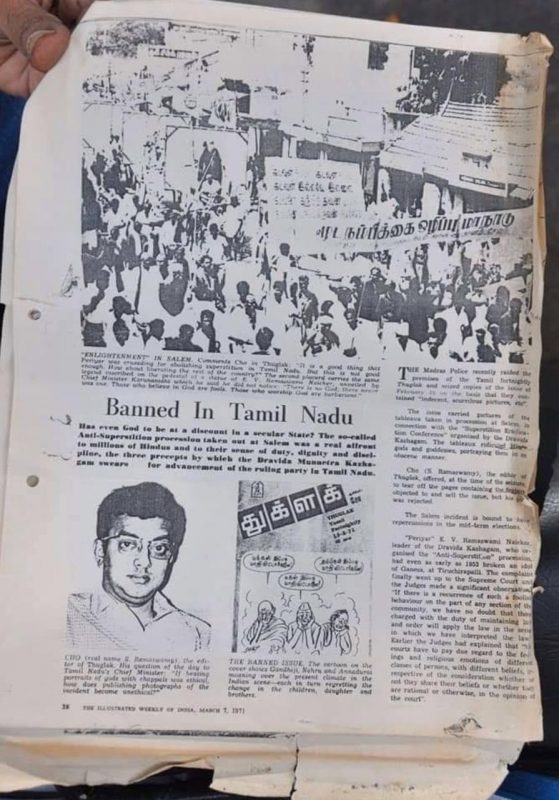 மூட நம்பிக்கை ஒழிப்பு மாநாடு
"ENLIGHTENMENT" IN SALEM. Comments Cho in Thuglak: "It is a good thing that
Periyar was crusading for abolishing superstition in Tamil Nadu. But this is not good
enough. How about liberating the rest of the country?" The second placard carries the same
legend inscribed on the pedestal of a statue of E. V. Ramaswami Naicker, unveiled by
Chief Minister Karunanidhi which he said he did not notice: "There is no God; there never
was one. Those who believe in God are fools. Those who worship God are barbarians."
Banned In Tamil Nadu
Has even God to be at a discount in a secular State? The so-called
Anti-Superstition procession taken out at Salem was a real affront
to millions of Hindus and to their sense of duty, dignity and disci-
pline, the three precepts by which the Dravida Munnetra Kazha-
gam swears for advancement of the ruling party in Tamil Nadu.
துக்ளக்
THUGLAK
Tamil
Fortnightly
CHO (real name S. Ramaswamy), the edi-
tor of Thuglak. His question of the day to
Tamil Nadu's Chief Minister: "If beating
portraits of gods with chappals was ethical,
how does publishing photographs of the
incident become unethical?"
THE BANNED ISSUE. The cartoon on the
cover shows Gandhiji, Nehru and Annadurai
moaning over the present climate in the
Indian scene—each in turn regretting the
change in the children, daughter and
brothers.
THE Madras Police recently raided the
premises of the Tamil fortnightly
Thuglak and seized copies of the issue of
February 15 on the basis that they con-
tained "indecent, scurrilous pictures, etc".
The issue carried pictures of the
tableaux taken in procession at Salem, in
connection with the "Superstition Eradica-
tion Conference" organised by the Dravida
Kazhagam. The tableaux ridiculed
gods and goddesses, portraying them in an
obscene manner.
Cho (S. Ramaswamy), the editor of
Thuglak, offered, at the time of the seizure,
to tear off the pages containing the
objected to and sell the issue, but his
was rejected.
The Salem incident is bound to have
repercussions in the mid-term elections.
"Periyar" E. V. Ramaswami Naicker,
leader of the Dravida Kazhagam, who or-
ganised the "Anti-Superstition" procession,
had even as early as 1953 broken an idol
of Ganesa, at Tiruchirapalli. The complaint
finally went up to the Supreme Court and
the Judges made a significant observation:
"If there is a recurrence of such a foolish
behaviour on the part of any section of the
community, we have no doubt that those
charged with the duty of maintaining law
and order will apply the law in the sense
in which we have interpreted the law."
Earlier the Judges had explained that "the
courts have to pay due regard to the feel-
ings and religious emotions of different
classes of persons, with different beliefs, ir-
respective of the consideration whether or
not they share their beliefs or whether they
are rational or otherwise, in the opinion of
the court".
38 THE ILLUSTRATED WEEKLY OF INDIA, MARCH 7, 1971